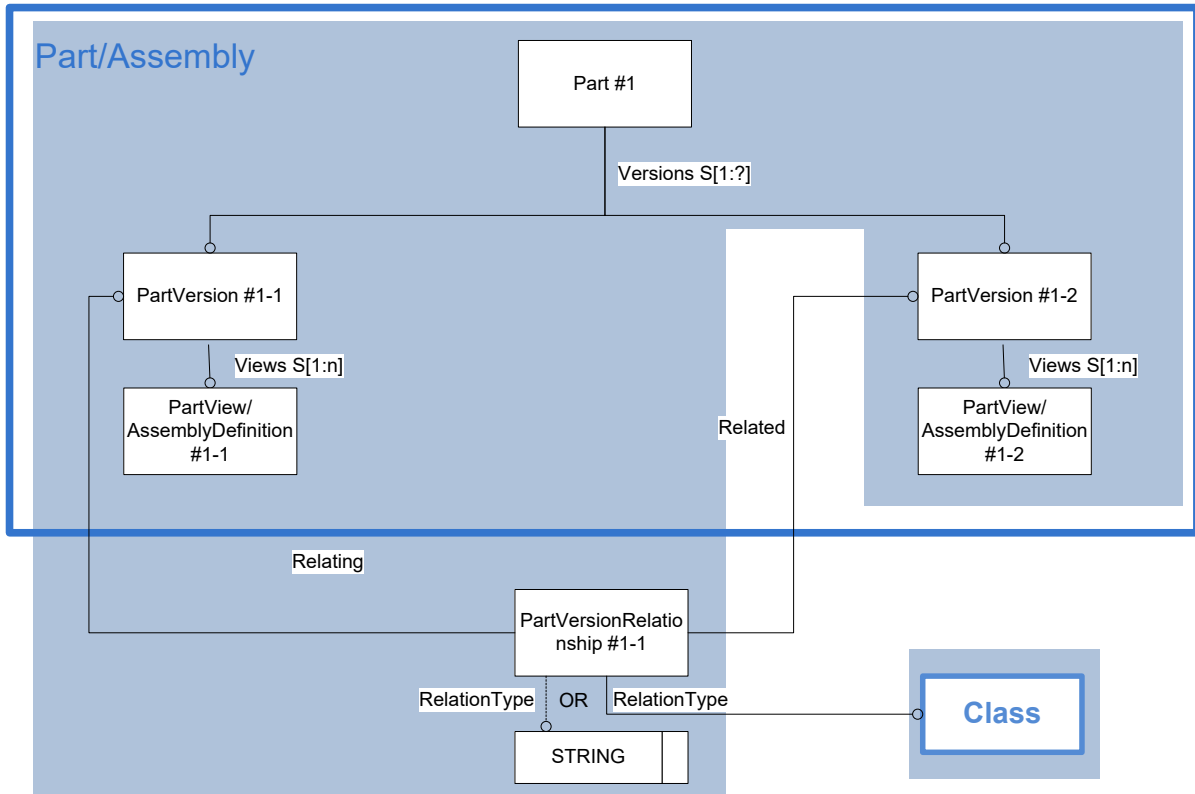 Part/Assembly
Part #1
Versions S[1:?]
PartVersion #1-1
PartVersion #1-2
Views S[1:n]
Views S[1:n]
PartView/
AssemblyDefinition
#1-1
PartView/
AssemblyDefinition
#1-2
Related
Relating
PartVersionRelatio
nship #1-1
RelationType
OR
RelationType
Class
STRING